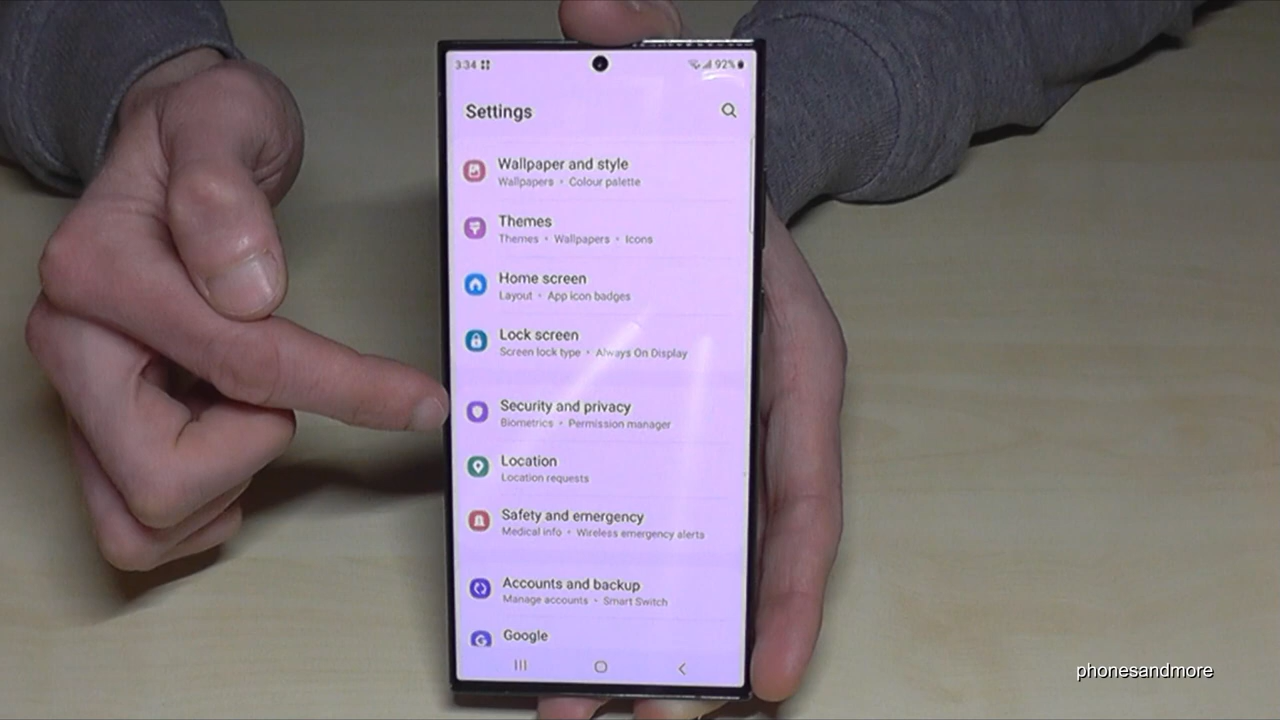 3:34 92%
Settings
Wallpaper and style
Wallpapers • Colour palette
Themes
Themes • Wallpapers • Icons
Home screen
Layout • App icon badges
Lock screen
Screen lock type • Always On Display
Security and privacy
Biometrics • Permission manager
Location
Location requests
Safety and emergency
Medical info • Wireless emergency alerts
Accounts and backup
Manage accounts • Smart Switch
Google
phonesandmore